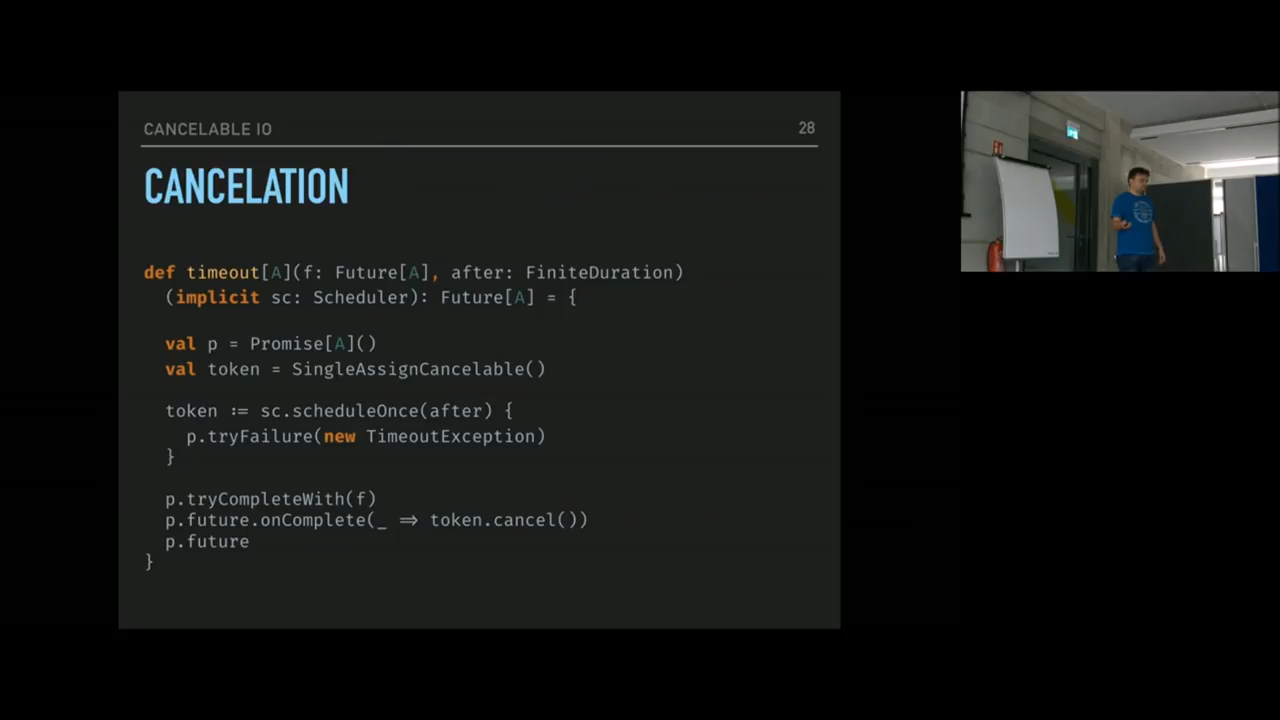 CANCELABLE IO
28
CANCELATION
def timeout[A](f: Future[A], after: FiniteDuration)
(implicit sc: Scheduler): Future[A] = {
val p = Promise[A]()
val token = SingleAssignCancelable()
token := sc.scheduleOnce(after) {
p.tryFailure(new TimeoutException)
}
p.tryCompleteWith(f)
p.future.onComplete(_ ⇒ token.cancel())
p.future
}